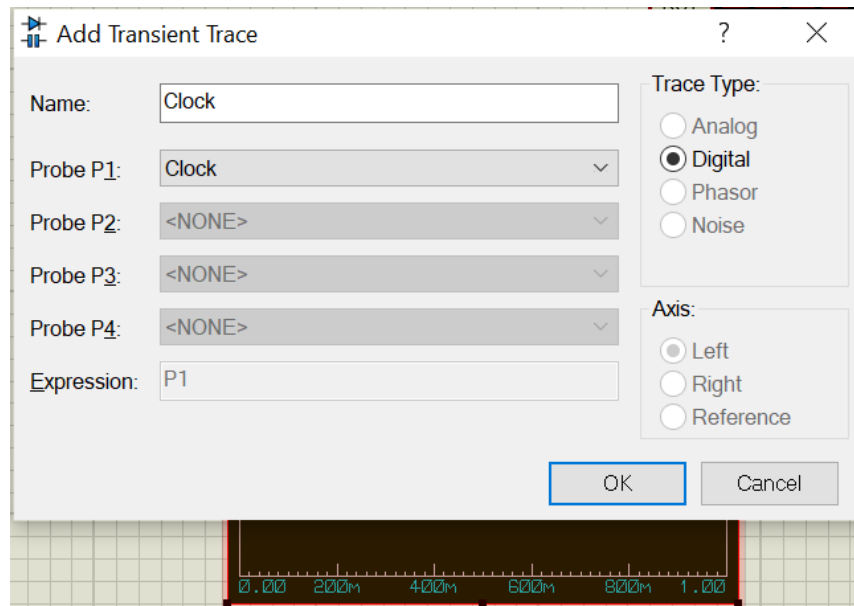 Add Transient Trace
?
Name:
Clock
Probe P1:
Clock
Probe P2:
<NONE>
Probe P3:
<NONE>
Probe P4:
<NONE>
Expression:
P1
Trace Type:
Analog
Digital
Phasor
Noise
Axis:
Left
Right
Reference
OK
Cancel
0.00 200m 400m 600m 800m 1.00